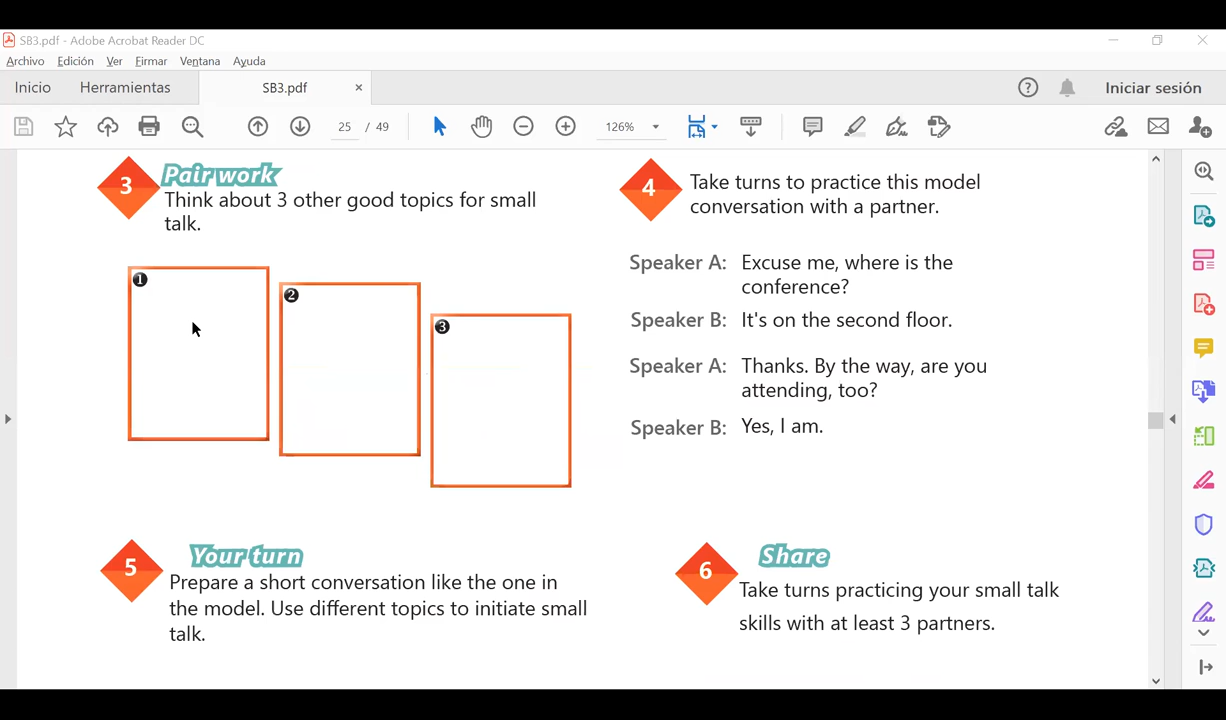 SB3.pdf - Adobe Acrobat Reader DC
Archivo Edición Ver Firmar Ventana Ayuda
Inicio Herramientas SB3.pdf × Iniciar sesión
25 / 49 126%
3 Pair work
Think about 3 other good topics for small
talk.
1
2
3
4 Take turns to practice this model
conversation with a partner.
Speaker A: Excuse me, where is the
conference?
Speaker B: It's on the second floor.
Speaker A: Thanks. By the way, are you
attending, too?
Speaker B: Yes, I am.
5 Your turn
Prepare a short conversation like the one in
the model. Use different topics to initiate small
talk.
6 Share
Take turns practicing your small talk
skills with at least 3 partners.